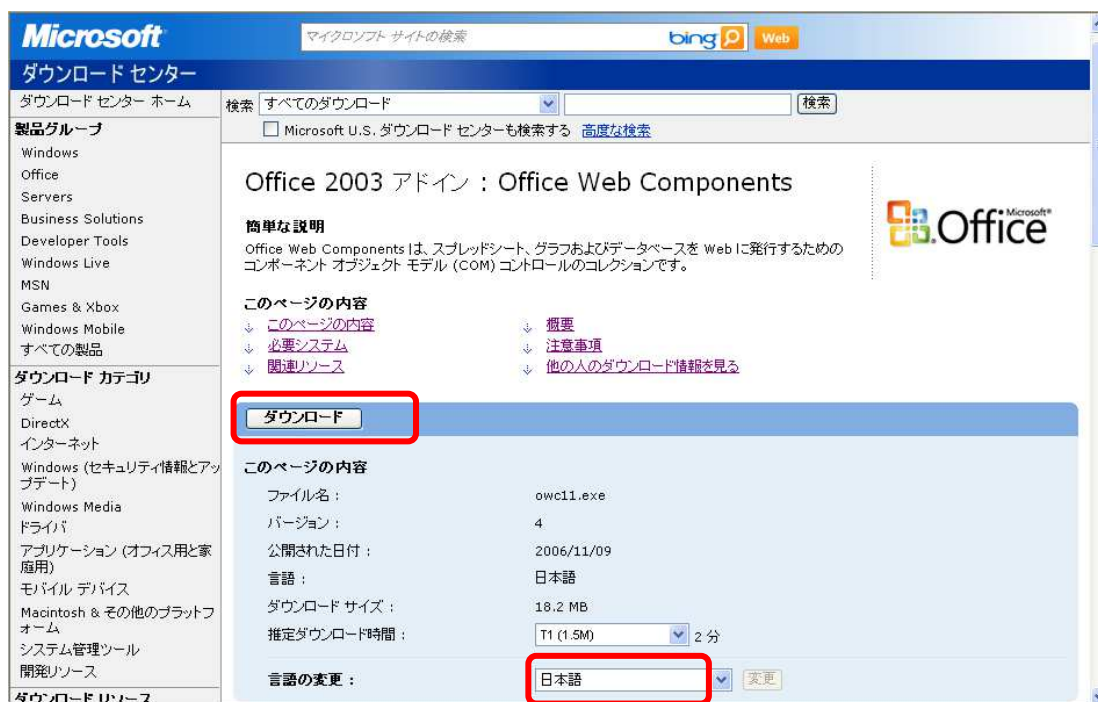 Microsoft
マイクロソフト サイトの検索
bing
Web
ダウンロード センター
ダウンロード センター ホーム
製品グループ
Windows
Office
Servers
Business Solutions
Developer Tools
Windows Live
MSN
Games & Xbox
Windows Mobile
すべての製品
ダウンロード カテゴリ
ゲーム
DirectX
インターネット
Windows (セキュリティ情報とアッ
プデート)
Windows Media
ドライバ
アプリケーション (オフィス用と家
庭用)
モバイル デバイス
Macintosh & その他のプラットフ
ォーム
システム管理ツール
開発リソース
ダウンロード リソース
検索 すべてのダウンロード 検索
Microsoft U.S. ダウンロード センターも検索する 高度な検索
Office 2003 アドイン : Office Web Components
Microsoft
Office
簡単な説明
Office Web Components は、スプレッドシート、グラフおよびデータベースを Web に発行するための
コンポーネント オブジェクト モデル (COM) コントロールのコレクションです。
このページの内容
このページの内容 概要
必要システム 注意事項
関連リソース 他の人のダウンロード情報を見る
ダウンロード
このページの内容
ファイル名 : owc11.exe
バージョン : 4
公開された日付 : 2006/11/09
言語 : 日本語
ダウンロード サイズ : 18.2 MB
推定ダウンロード時間 : T1 (1.5M) 2 分
言語の変更 : 日本語 変更